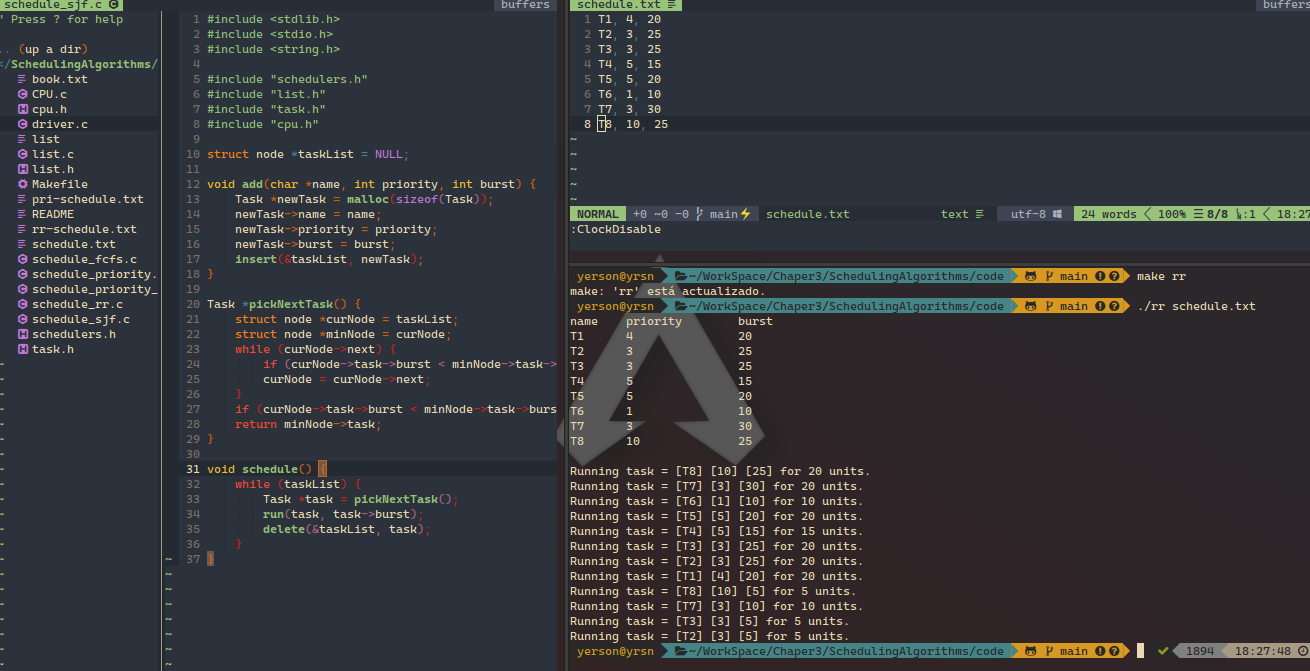 schedule_sjf.c
buffers
" Press ? for help
.. (up a dir)
</SchedulingAlgorithms/
book.txt
CPU.c
cpu.h
driver.c
list
list.c
list.h
Makefile
pri-schedule.txt
README
rr-schedule.txt
schedule.txt
schedule_fcfs.c
schedule_priority.
schedule_priority_
schedule_rr.c
schedule_sjf.c
schedulers.h
task.h
1 #include <stdlib.h>
2 #include <stdio.h>
3 #include <string.h>
4
5 #include "schedulers.h"
6 #include "list.h"
7 #include "task.h"
8 #include "cpu.h"
9
10 struct node *taskList = NULL;
11
12 void add(char *name, int priority, int burst) {
13     Task *newTask = malloc(sizeof(Task));
14     newTask->name = name;
15     newTask->priority = priority;
16     newTask->burst = burst;
17     insert(&taskList, newTask);
18 }
19
20 Task *pickNextTask() {
21     struct node *curNode = taskList;
22     struct node *minNode = curNode;
23     while (curNode->next) {
24         if (curNode->task->burst < minNode->task->
25         curNode = curNode->next;
26     }
27     if (curNode->task->burst < minNode->task->burs
28     return minNode->task;
29 }
30
31 void schedule() {
32     while (taskList) {
33         Task *task = pickNextTask();
34         run(task, task->burst);
35         delete(&taskList, task);
36     }
37 }
schedule.txt
buffers
1 T1, 4, 20
2 T2, 3, 25
3 T3, 3, 25
4 T4, 5, 15
5 T5, 5, 20
6 T6, 1, 10
7 T7, 3, 30
8 T8, 10, 25
~
~
~
~
~
NORMAL +0 ~0 -0 main schedule.txt text utf-8 24 words 100% 8/8 :1 18:27
:ClockDisable
yerson@yrsn ~/WorkSpace/Chaper3/SchedulingAlgorithms/code main make rr
make: 'rr' está actualizado.
yerson@yrsn ~/WorkSpace/Chaper3/SchedulingAlgorithms/code main ./rr schedule.txt
name priority burst
T1 4 20
T2 3 25
T3 3 25
T4 5 15
T5 5 20
T6 1 10
T7 3 30
T8 10 25
Running task = [T8] [10] [25] for 20 units.
Running task = [T7] [3] [30] for 20 units.
Running task = [T6] [1] [10] for 10 units.
Running task = [T5] [5] [20] for 20 units.
Running task = [T4] [5] [15] for 15 units.
Running task = [T3] [3] [25] for 20 units.
Running task = [T2] [3] [25] for 20 units.
Running task = [T1] [4] [20] for 20 units.
Running task = [T8] [10] [5] for 5 units.
Running task = [T7] [3] [10] for 10 units.
Running task = [T3] [3] [5] for 5 units.
Running task = [T2] [3] [5] for 5 units.
yerson@yrsn ~/WorkSpace/Chaper3/SchedulingAlgorithms/code main 1894 18:27:48